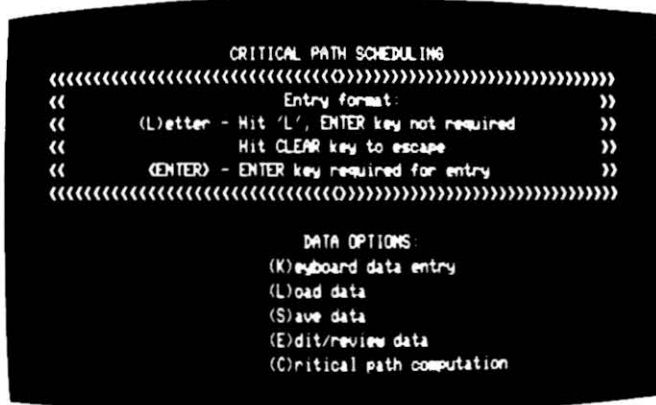 CRITICAL PATH SCHEDULING
(((((((((((((((((((((((((((((((()))))))))))))))))))))))))))))))))
(( Entry format: ))
(( (L)etter - Hit 'L', ENTER key not required ))
(( Hit CLEAR key to escape ))
(( (ENTER) - ENTER key required for entry ))
(((((((((((((((((((((((((((((((()))))))))))))))))))))))))))))))))
DATA OPTIONS:
(K)eyboard data entry
(L)oad data
(S)ave data
(E)dit/review data
(C)ritical path computation